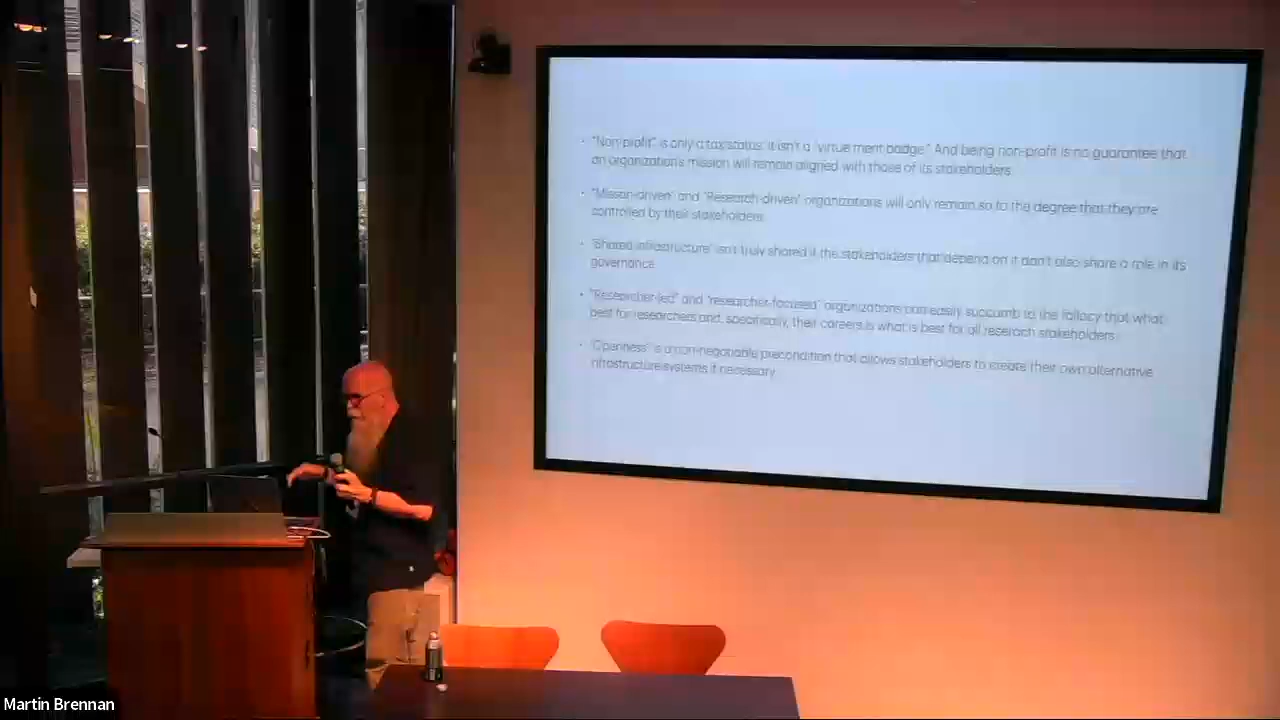 • "Non-profit" is only a tax status. It isn't a "virtue merit badge." And being non-profit is no guarantee that
an organization's mission will remain aligned with those of its stakeholders.
• "Mission-driven" and "Research-driven" organizations will only remain so to the degree that they are
controlled by their stakeholders.
• "Shared infrastructure" isn't truly shared if the stakeholders that depend on it don't also share a role in its
governance.
• "Researcher-led" and "researcher-focused" organizations can easily succumb to the fallacy that what
best for researchers and, specifically, their careers is what is best for all research stakeholders.
• "Openness" is a non-negotiable precondition that allows stakeholders to create their own alternative
infrastructure systems if necessary.
Martin Brennan